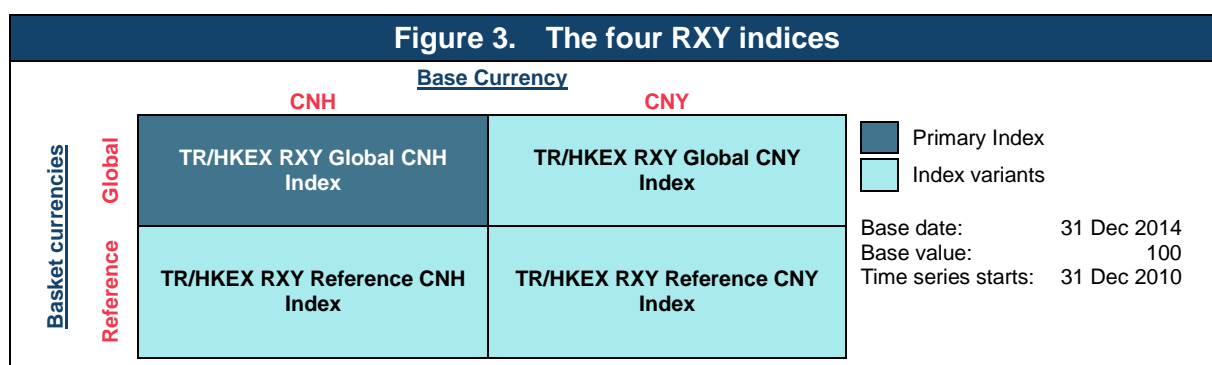 Figure 3. The four RXY indices
Base Currency
CNH
CNY
Basket currencies
Global
TR/HKEX RXY Global CNH
Index
TR/HKEX RXY Global CNY
Index
Reference
TR/HKEX RXY Reference CNH
Index
TR/HKEX RXY Reference CNY
Index
Primary Index
Index variants
Base date: 31 Dec 2014
Base value: 100
Time series starts: 31 Dec 2010